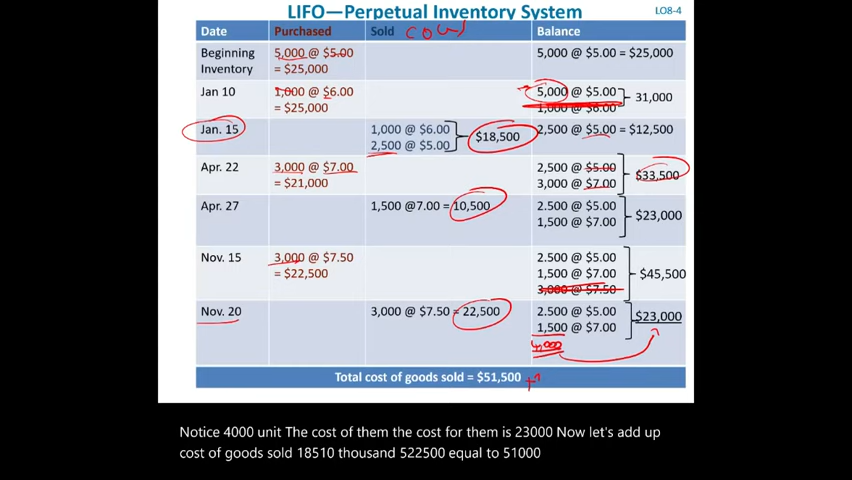 LIFO—Perpetual Inventory System
LO8-4
Date Purchased Sold COGS Balance
Beginning 5,000 @ $5.00 5,000 @ $5.00 = $25,000
Inventory = $25,000
Jan 10 1,000 @ $6.00 5,000 @ $5.00
= $25,000 1,000 @ $6.00 31,000
Jan. 15 1,000 @ $6.00 2,500 @ $5.00 = $12,500
2,500 @ $5.00 $18,500
Apr. 22 3,000 @ $7.00 2,500 @ $5.00
= $21,000 3,000 @ $7.00 $33,500
Apr. 27 1,500 @7.00 = 10,500 2.500 @ $5.00
1,500 @ $7.00 $23,000
Nov. 15 3,000 @ $7.50 2.500 @ $5.00
= $22,500 1,500 @ $7.00 $45,500
3,000 @ $7.50
Nov. 20 3,000 @ $7.50 = 22,500 2.500 @ $5.00
1,500 @ $7.00 $23,000
4,000
Total cost of goods sold = $51,500
Notice 4000 unit The cost of them the cost for them is 23000 Now let's add up
cost of goods sold 18510 thousand 522500 equal to 51000